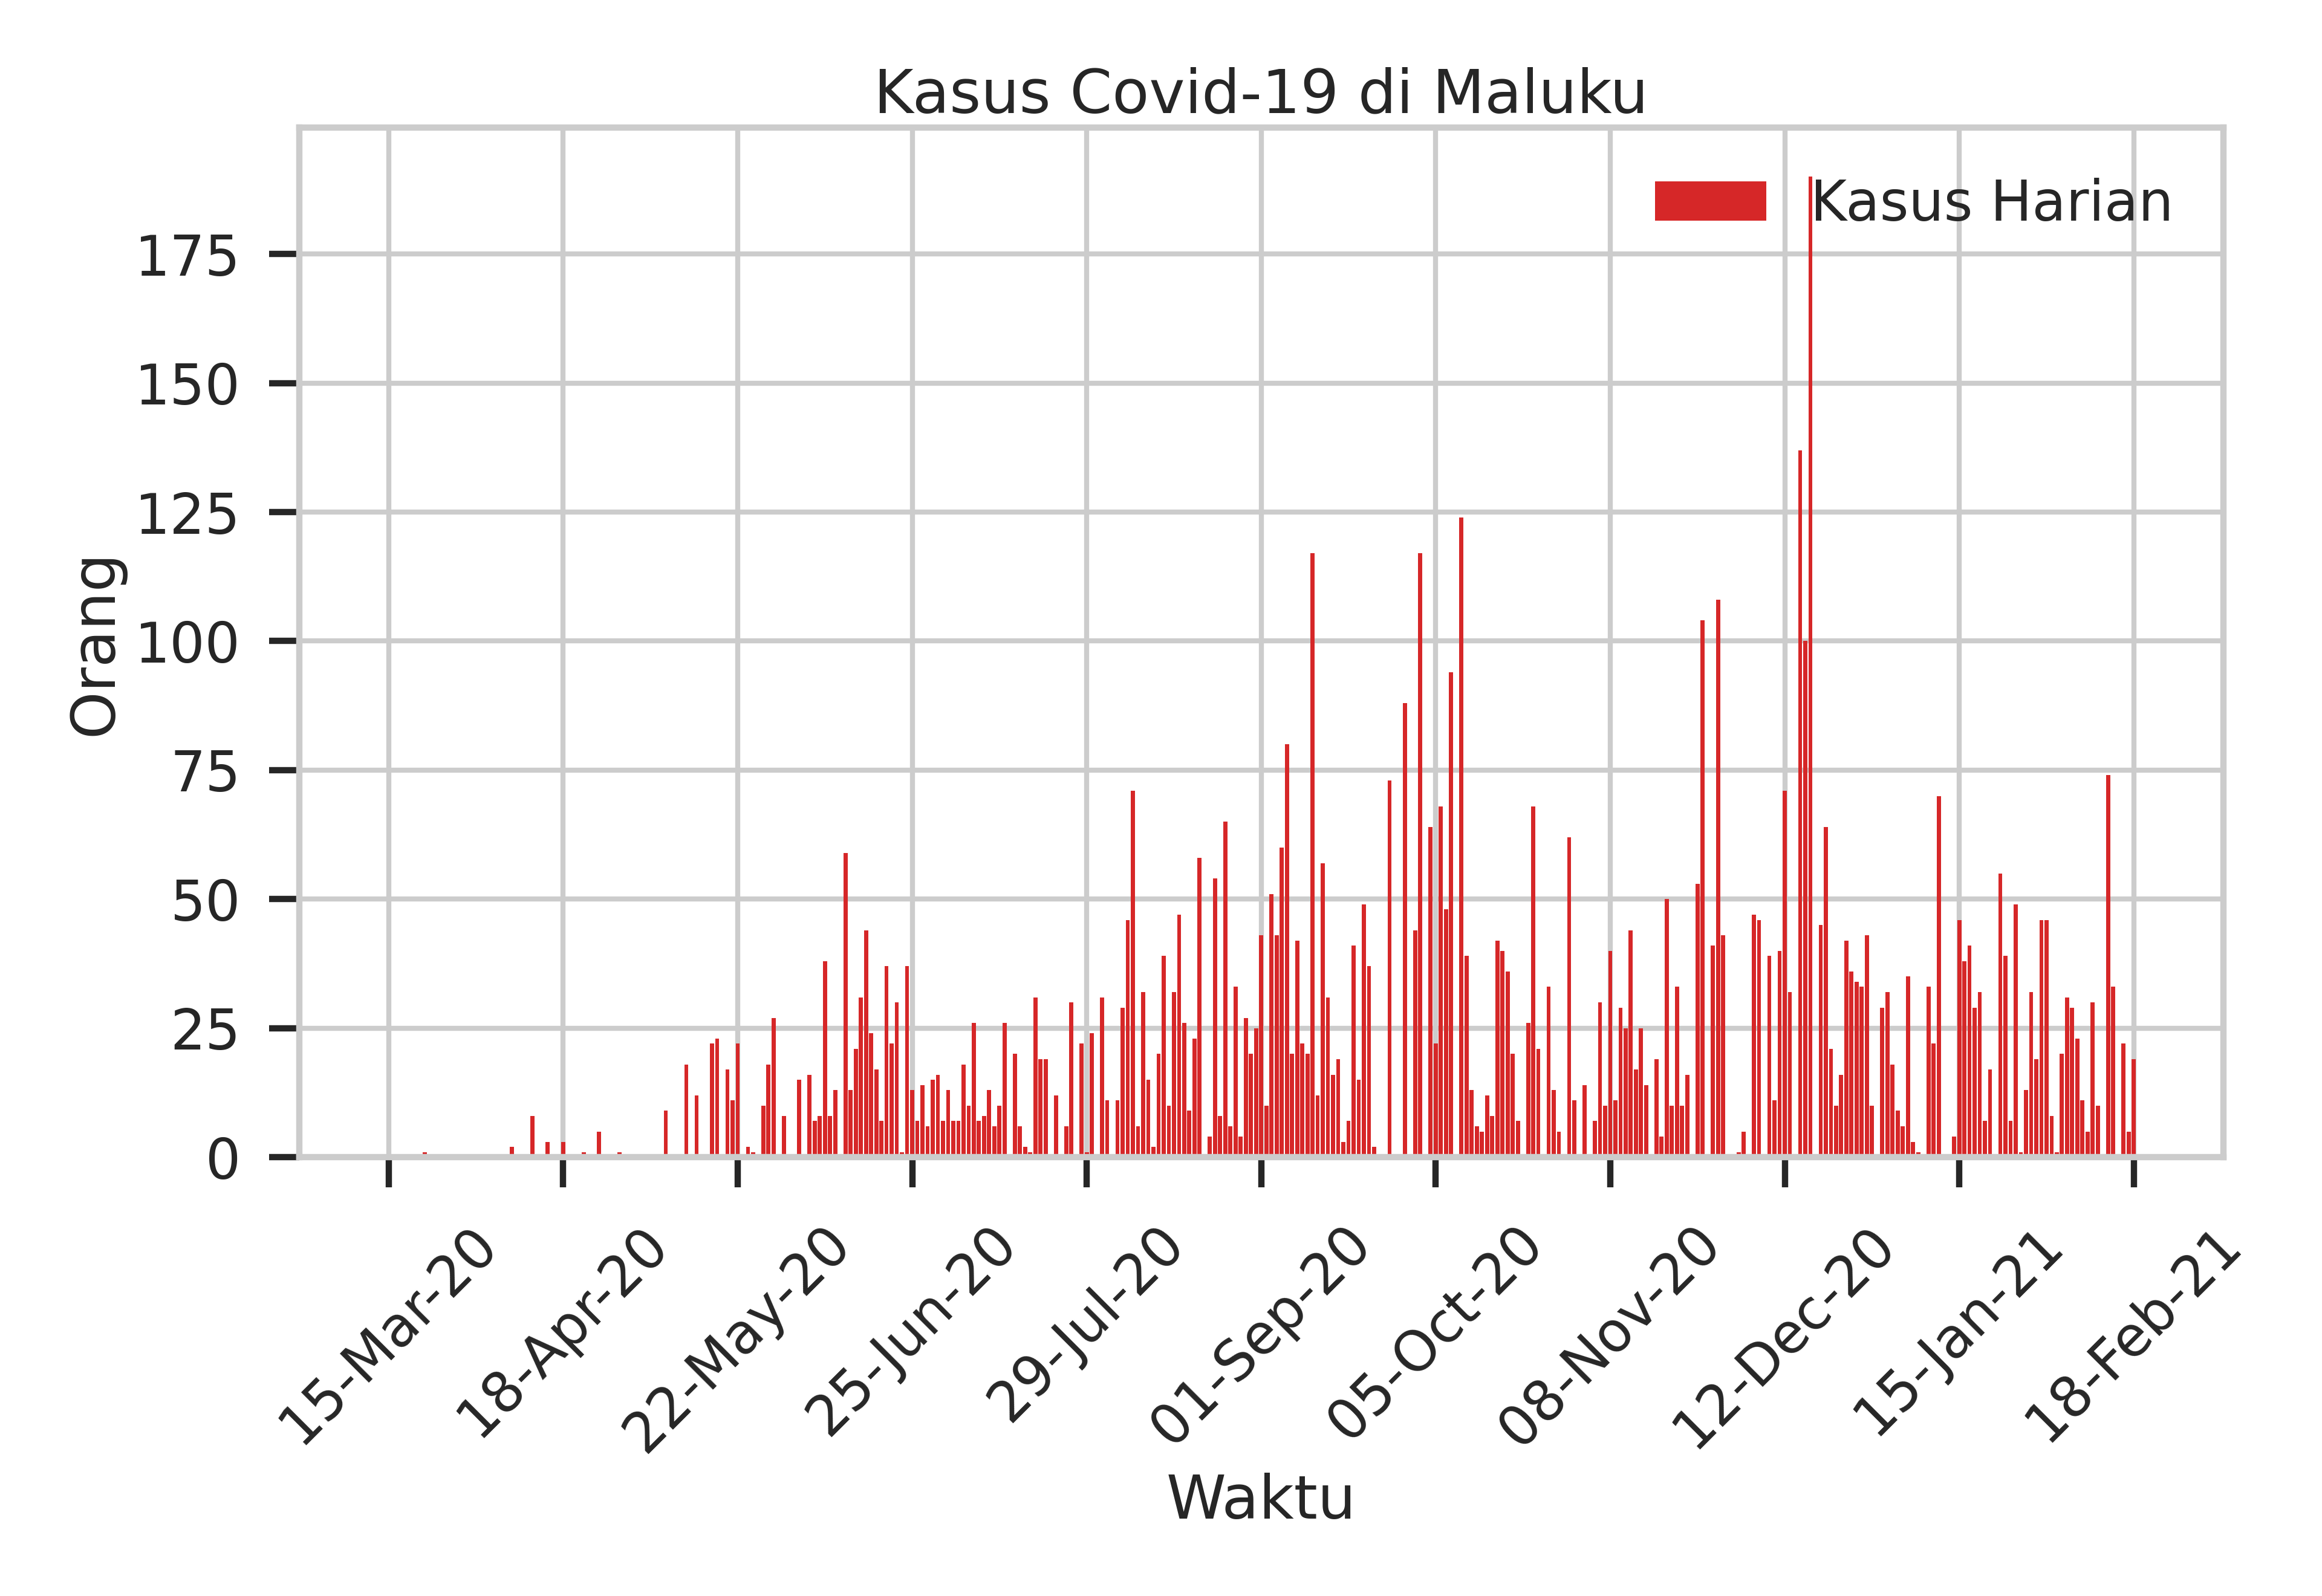 Kasus Covid-19 di Maluku
Kasus Harian
Orang
175
150
125
100
75
50
25
0
15-Mar-20
18-Apr-20
22-May-20
25-Jun-20
29-Jul-20
01-Sep-20
05-Oct-20
08-Nov-20
12-Dec-20
15-Jan-21
18-Feb-21
Waktu